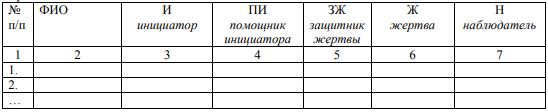 № ФИО И ПИ ЗЖ Ж Н
п/п инициатор помощник защитник жертва наблюдатель
инициатора жертвы
1 2 3 4 5 6 7
1.
2.
…